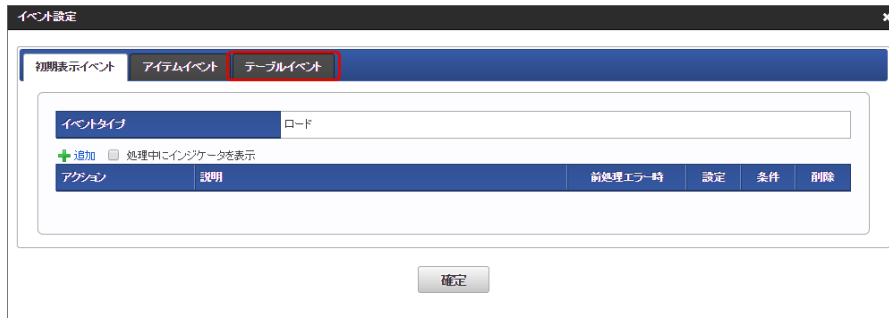 イベント設定
初期表示イベント アイテムイベント テーブルイベント
イベントタイプ ロード
追加 処理中にインジケータを表示
アクション 説明 前処理エラー時 設定 条件 削除
確定